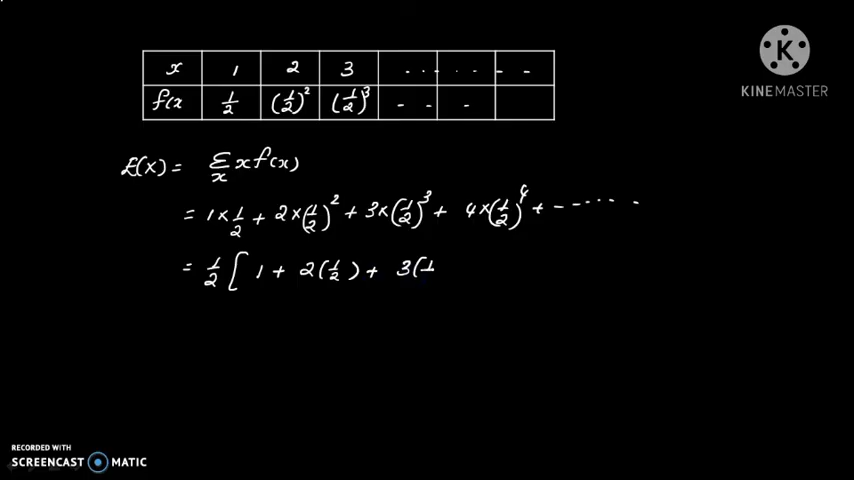 x 1 2 3 . . . . . - -
f(x 1/2 (1/2)² (1/2)³ - - -
E(X) = Σₓ x f(x)
= 1×1/2 + 2×(1/2)² + 3×(1/2)³ + 4×(1/2)⁴ + - - - . . . .
= 1/2 [ 1 + 2(1/2) + 3(1
KINEMASTER
RECORDED WITH
SCREENCAST MATIC